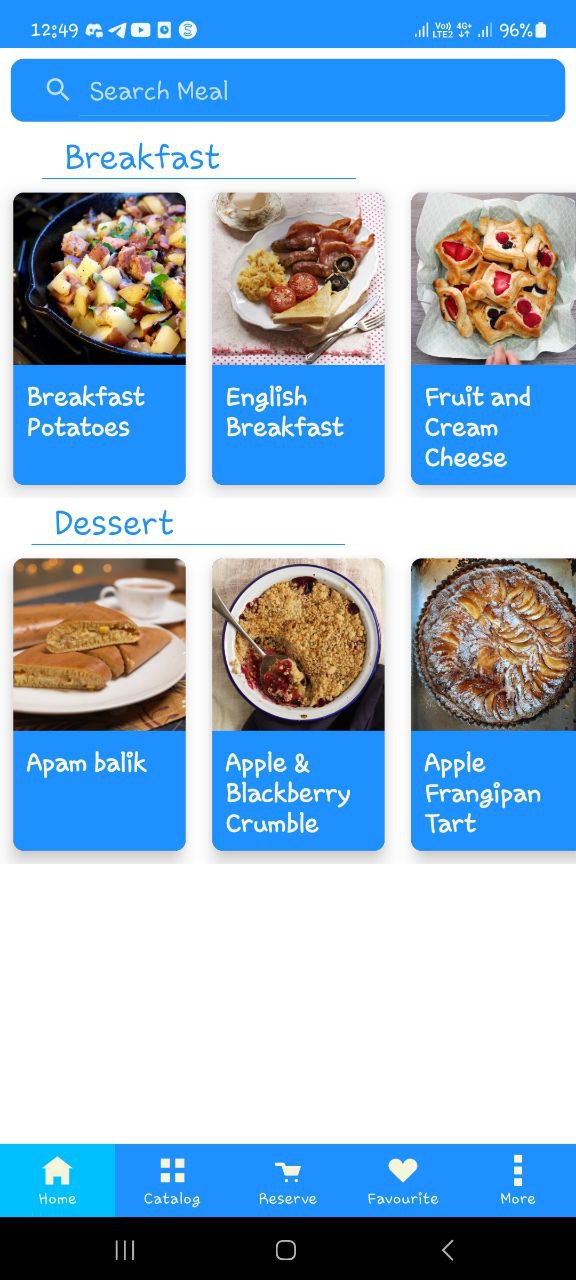 12:49
Vo)) 4G+
LTE2
96%
Search Meal
Breakfast
Breakfast
Potatoes
English
Breakfast
Fruit and
Cream
Cheese
Dessert
Apam balik
Apple &
Blackberry
Crumble
Apple
Frangipan
Tart
Home
Catalog
Reserve
Favourite
More